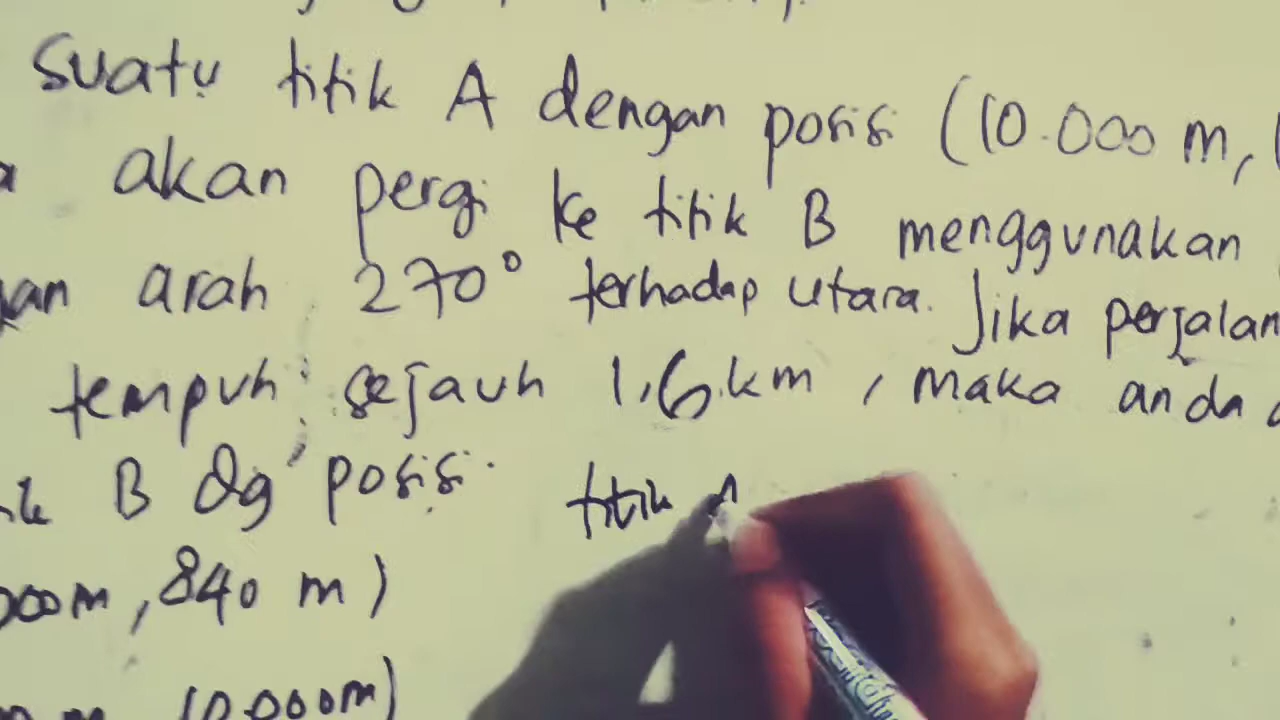 suatu titik A dengan posisi (10.000 m,
akan pergi ke titik B menggunakan
arah 270° terhadap utara. Jika perjalan
tempuh sejauh 1,6 km, maka anda
B dg posisi titik A
000m, 840 m)
10.000m)